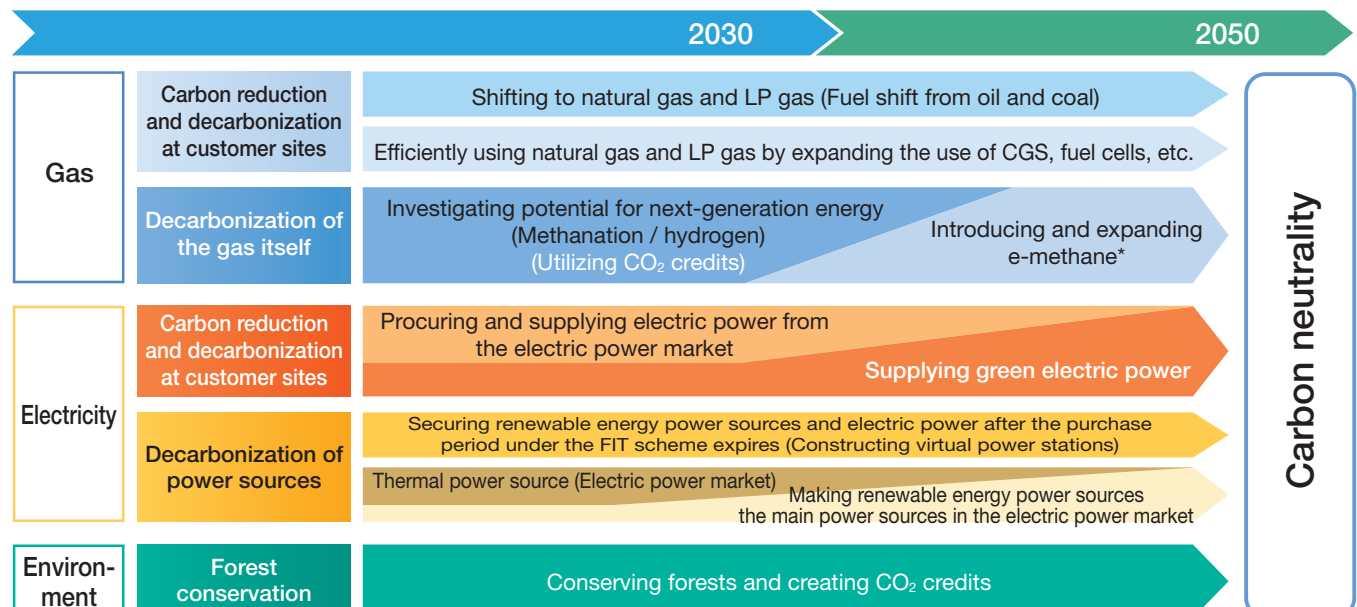 2030
2050
Gas
Carbon reduction
and decarbonization
at customer sites
Shifting to natural gas and LP gas (Fuel shift from oil and coal)
Efficiently using natural gas and LP gas by expanding the use of CGS, fuel cells, etc.
Decarbonization of
the gas itself
Investigating potential for next-generation energy
(Methanation / hydrogen)
(Utilizing CO₂ credits)
Introducing and expanding
e-methane*
Electricity
Carbon reduction
and decarbonization
at customer sites
Procuring and supplying electric power from
the electric power market
Supplying green electric power
Decarbonization of
power sources
Securing renewable energy power sources and electric power after the purchase
period under the FIT scheme expires (Constructing virtual power stations)
Thermal power source (Electric power market)
Making renewable energy power sources
the main power sources in the electric power market
Environ-
ment
Forest
conservation
Conserving forests and creating CO₂ credits
Carbon neutrality